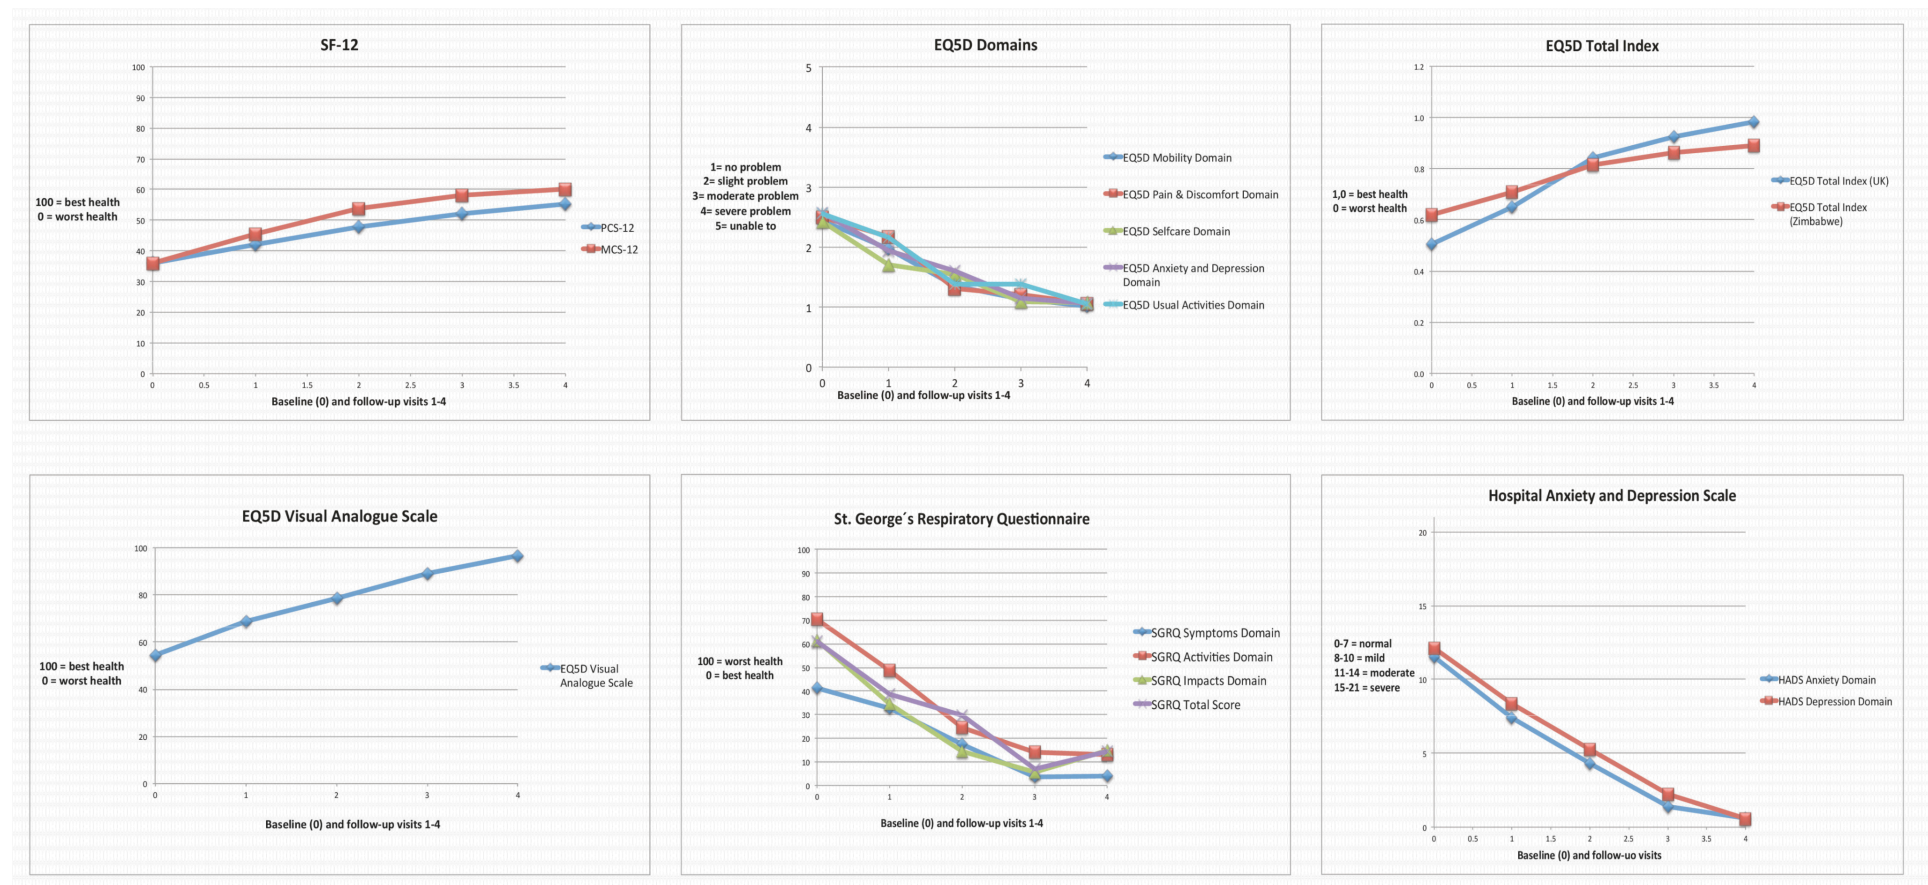 SF-12
100
90
80
70
60
50
40
30
20
10
0
100 = best health
0 = worst health
PCS-12
MCS-12
0 0.5 1 1.5 2 2.5 3 3.5 4
Baseline (0) and follow-up visits 1-4
EQ5D Domains
5
4
3
2
1
0
1= no problem
2= slight problem
3= moderate problem
4= severe problem
5= unable to
EQ5D Mobility Domain
EQ5D Pain & Discomfort Domain
EQ5D Selfcare Domain
EQ5D Anxiety and Depression
Domain
EQ5D Usual Activities Domain
0 1 2 3 4
Baseline (0) and follow-up visits 1-4
EQ5D Total Index
1.2
1.0
0.8
0.6
0.4
0.2
0.0
1,0 = best health
0 = worst health
EQ5D Total Index (UK)
EQ5D Total Index
(Zimbabwe)
0 0.5 1 1.5 2 2.5 3 3.5 4
Baseline (0) and follow-up visits 1-4
EQ5D Visual Analogue Scale
100
80
60
40
20
0
100 = best health
0 = worst health
EQ5D Visual
Analogue Scale
0 1 2 3 4
Baseline (0) and follow-up visits 1-4
St. George´s Respiratory Questionnaire
100
90
80
70
60
50
40
30
20
10
0
100 = worst health
0 = best health
SGRQ Symptoms Domain
SGRQ Activities Domain
SGRQ Impacts Domain
SGRQ Total Score
0 1 2 3 4
Baseline (0) and follow-up visits 1-4
Hospital Anxiety and Depression Scale
20
15
10
5
0
0-7 = normal
8-10 = mild
11-14 = moderate
15-21 = severe
HADS Anxiety Domain
HADS Depression Domain
0 0.5 1 1.5 2 2.5 3 3.5 4
Baseline (0) and follow-uo visits